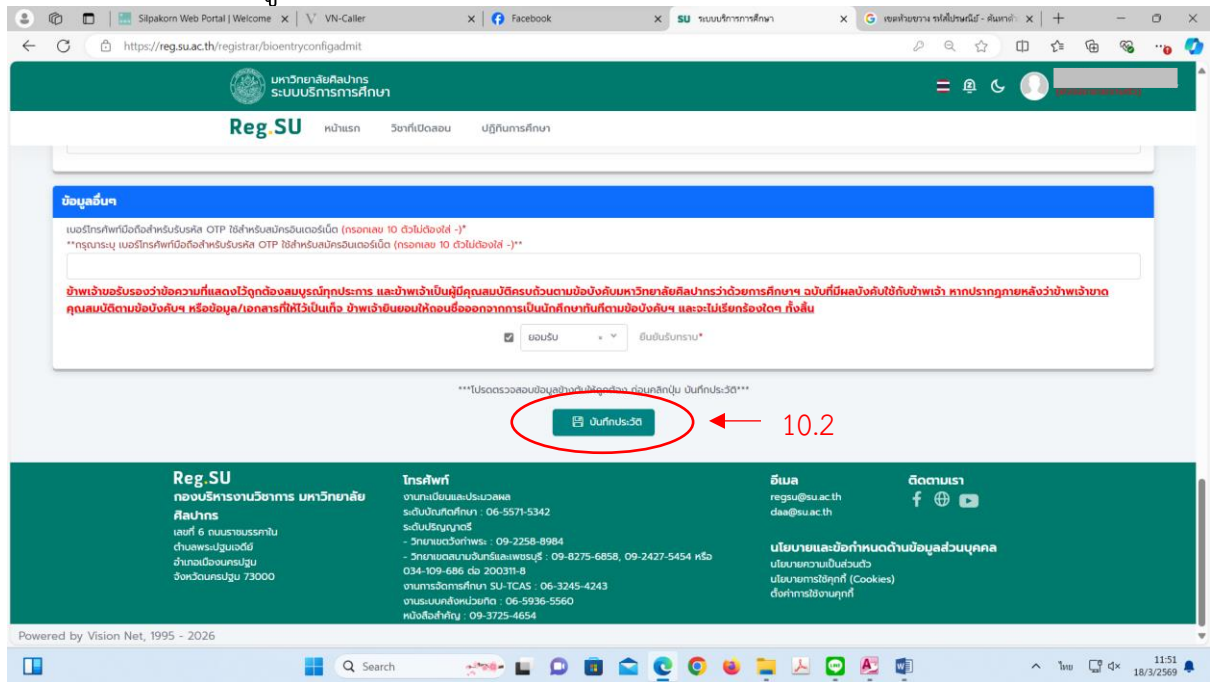 Silpakorn Web Portal | Welcome
VN-Caller
Facebook
SU ระบบบริการการศึกษา
เขตห้วยขวาง รหัสไปรษณีย์ - ค้นหาด้
https://reg.su.ac.th/registrar/bioentryconfigadmit
มหาวิทยาลัยศิลปากร
ระบบบริการการศึกษา
Reg.SU หน้าแรก วิชาที่เปิดสอน ปฏิทินการศึกษา
ข้อมูลอื่นๆ
เบอร์โทรศัพท์มือถือสำหรับรับรหัส OTP ใช้สำหรับสมัครอินเตอร์เน็ต (กรอกเลข 10 ตัวไม่ต้องใส่ -)*
**กรุณาระบุ เบอร์โทรศัพท์มือถือสำหรับรับรหัส OTP ใช้สำหรับสมัครอินเตอร์เน็ต (กรอกเลข 10 ตัวไม่ต้องใส่ -)**
ข้าพเจ้าขอรับรองว่าข้อความที่แสดงไว้ถูกต้องสมบูรณ์ทุกประการ และข้าพเจ้าเป็นผู้มีคุณสมบัติครบถ้วนตามข้อบังคับมหาวิทยาลัยศิลปากรว่าด้วยการศึกษาฯ ฉบับที่มีผลบังคับใช้กับข้าพเจ้า หากปรากฏภายหลังว่าข้าพเจ้าขาด
คุณสมบัติตามข้อบังคับฯ หรือข้อมูล/เอกสารที่ให้ไว้เป็นเท็จ ข้าพเจ้ายินยอมให้ถอนชื่อออกจากการเป็นนักศึกษาทันทีตามข้อบังคับฯ และจะไม่เรียกร้องใดๆ ทั้งสิ้น
ยอมรับ ยืนยันรับทราบ*
***โปรดตรวจสอบข้อมูลข้างต้นให้ถูกต้อง ก่อนคลิกปุ่ม บันทึกประวัติ***
บันทึกประวัติ
10.2
Reg.SU
กองบริหารงานวิชาการ มหาวิทยาลัย
ศิลปากร
เลขที่ 6 ถนนราชมรรคาใน
ตำบลพระปฐมเจดีย์
อำเภอเมืองนครปฐม
จังหวัดนครปฐม 73000
โทรศัพท์
งานทะเบียนและประมวลผล
ระดับบัณฑิตศึกษา : 06-5571-5342
ระดับปริญญาตรี
- วิทยาเขตวังท่าพระ : 09-2258-8984
- วิทยาเขตสนามจันทร์และเพชรบุรี : 09-8275-6858, 09-2427-5454 หรือ
034-109-686 ต่อ 200311-8
งานการจัดการศึกษา SU-TCAS : 06-3245-4243
งานระบบคลังหน่วยกิต : 06-5936-5560
หนังสือสำคัญ : 09-3725-4654
อีเมล
regsu@su.ac.th
daa@su.ac.th
ติดตามเรา
นโยบายและข้อกำหนดด้านข้อมูลส่วนบุคคล
นโยบายความเป็นส่วนตัว
นโยบายการใช้คุกกี้ (Cookies)
ตั้งค่าการใช้งานคุกกี้
Powered by Vision Net, 1995 - 2026
Search
ไทย
11:51
18/3/2569